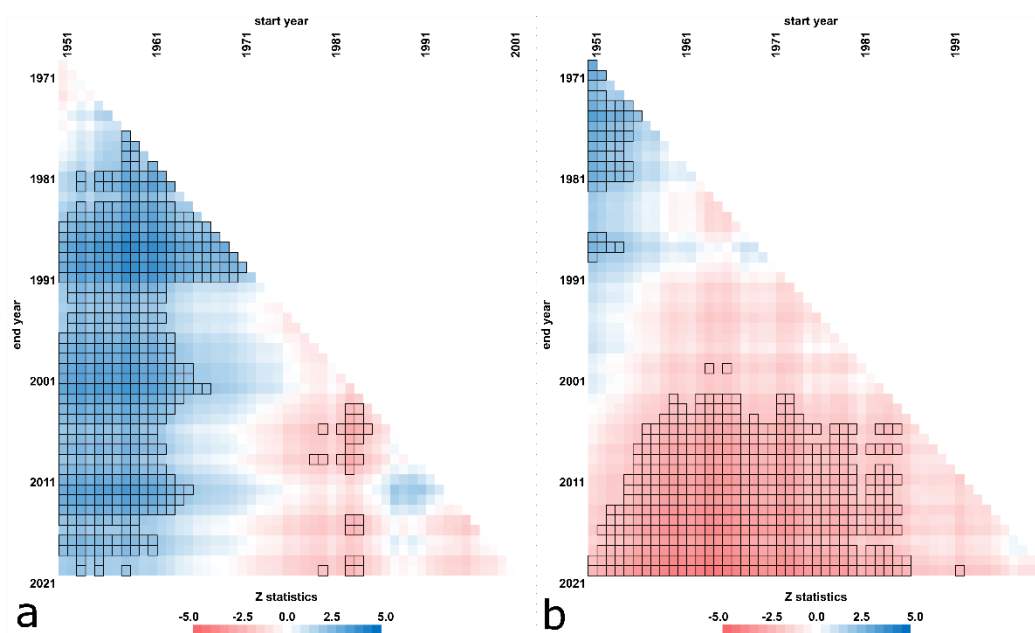 start year
1951 1961 1971 1981 1991 2001
1971
1981
1991
2001
2011
2021
end year
Z statistics
-5.0 -2.5 0.0 2.5 5.0
a
start year
1951 1961 1971 1981 1991
1971
1981
1991
2001
2011
2021
end year
Z statistics
-5.0 -2.5 0.0 2.5 5.0
b